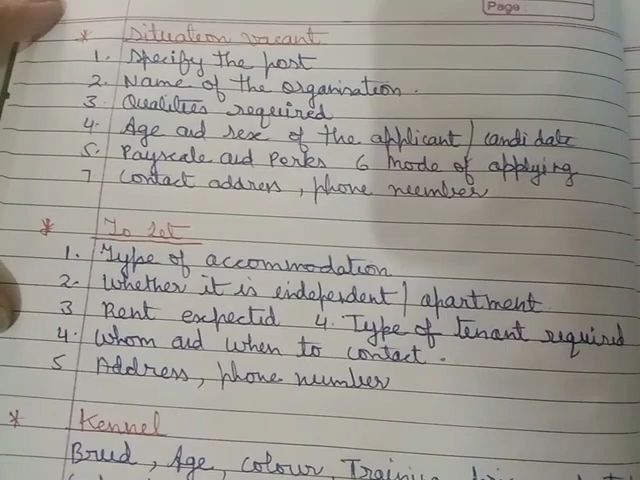 Page
* Situation vacant
1. Specify the post
2. Name of the organisation.
3 Qualities required
4. Age and sex of the applicant / candidate
5. Payscale and Perks 6 Mode of applying
7 Contact address, phone number
* To Let
1. Type of accommodation
2. Whether it is independent / apartment
3 Rent expected 4. Type of tenant required
4. Whom and when to contact.
5 Address, phone number
* Kennel
Breed, Age, colour, Training,